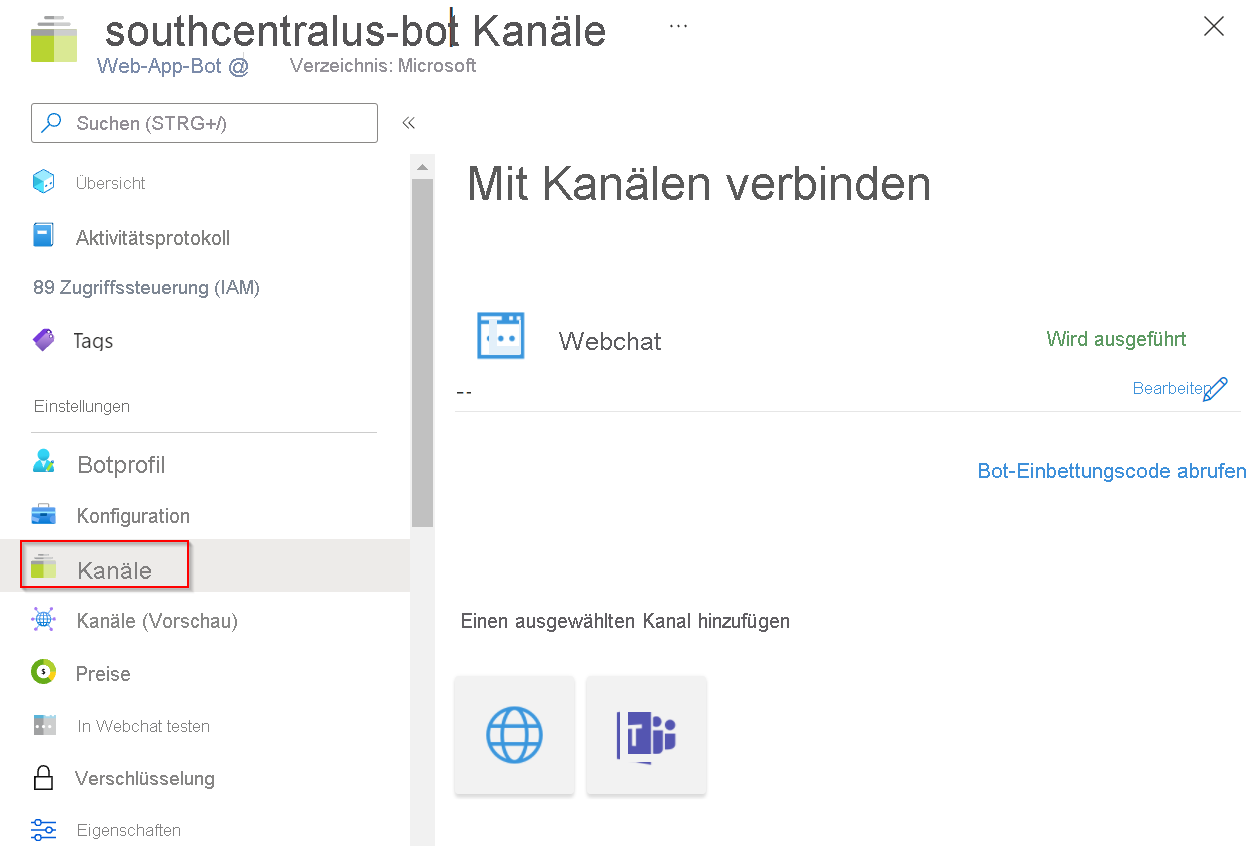 southcentralus-bot Kanäle ...
Web-App-Bot @ Verzeichnis: Microsoft
Suchen (STRG+/) «
Übersicht
Aktivitätsprotokoll
89 Zugriffssteuerung (IAM)
Taqs
Einstellungen
Botprofil
Konfiguration
Kanäle
Kanäle (Vorschau)
Preise
In Webchat testen
Verschlüsselung
Eigenschaften
Mit Kanälen verbinden
Webchat
Wird ausgeführt
--
Bearbeiten
Bot-Einbettungscode abrufen
Einen ausgewählten Kanal hinzufügen